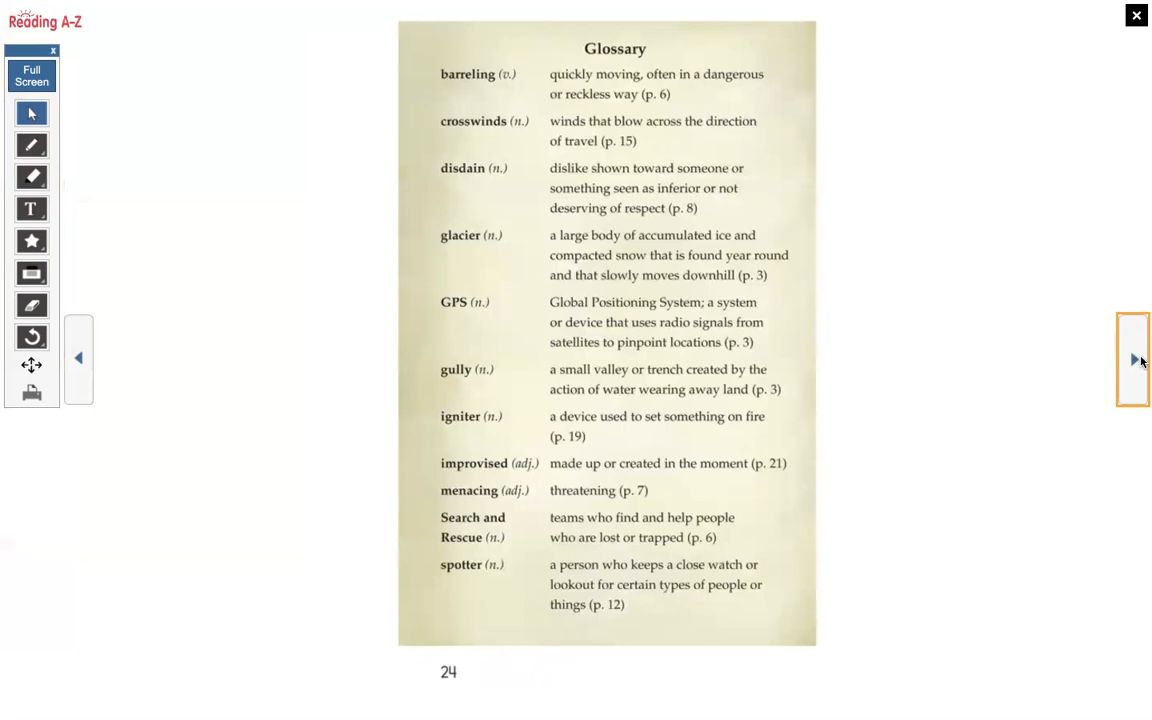 Reading A-Z
x
Full
Screen
T
Glossary
barreling (v.) quickly moving, often in a dangerous
or reckless way (p. 6)
crosswinds (n.) winds that blow across the direction
of travel (p. 15)
disdain (n.) dislike shown toward someone or
something seen as inferior or not
deserving of respect (p. 8)
glacier (n.) a large body of accumulated ice and
compacted snow that is found year round
and that slowly moves downhill (p. 3)
GPS (n.) Global Positioning System; a system
or device that uses radio signals from
satellites to pinpoint locations (p. 3)
gully (n.) a small valley or trench created by the
action of water wearing away land (p. 3)
igniter (n.) a device used to set something on fire
(p. 19)
improvised (adj.) made up or created in the moment (p. 21)
menacing (adj.) threatening (p. 7)
Search and teams who find and help people
Rescue (n.) who are lost or trapped (p. 6)
spotter (n.) a person who keeps a close watch or
lookout for certain types of people or
things (p. 12)
24